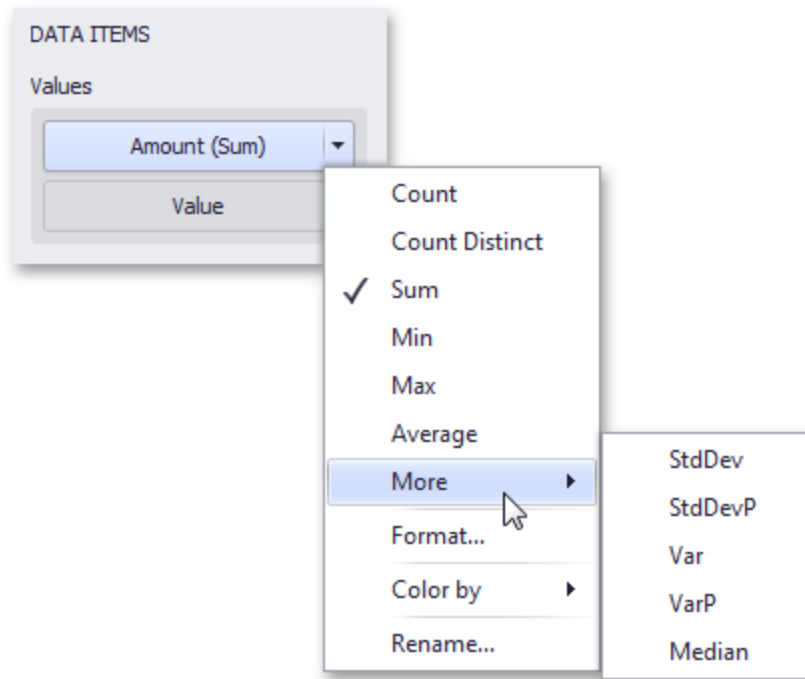 DATA ITEMS
Values
Amount (Sum)
Value
Count
Count Distinct
Sum
Min
Max
Average
More
Format...
Color by
Rename...
StdDev
StdDevP
Var
VarP
Median